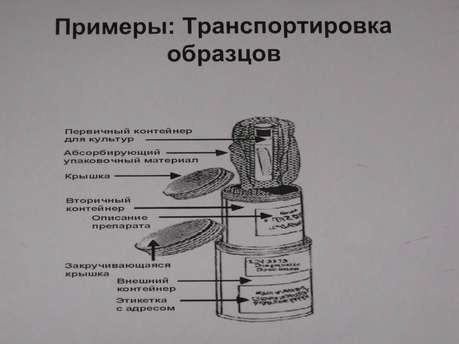 Примеры: Транспортировка
образцов
Первичный контейнер
для культур
Абсорбирующий
упаковочный материал
Крышка
Вторичный
контейнер
Описание
препарата
Закручивающаяся
крышка
Внешний
контейнер
Этикетка
с адресом